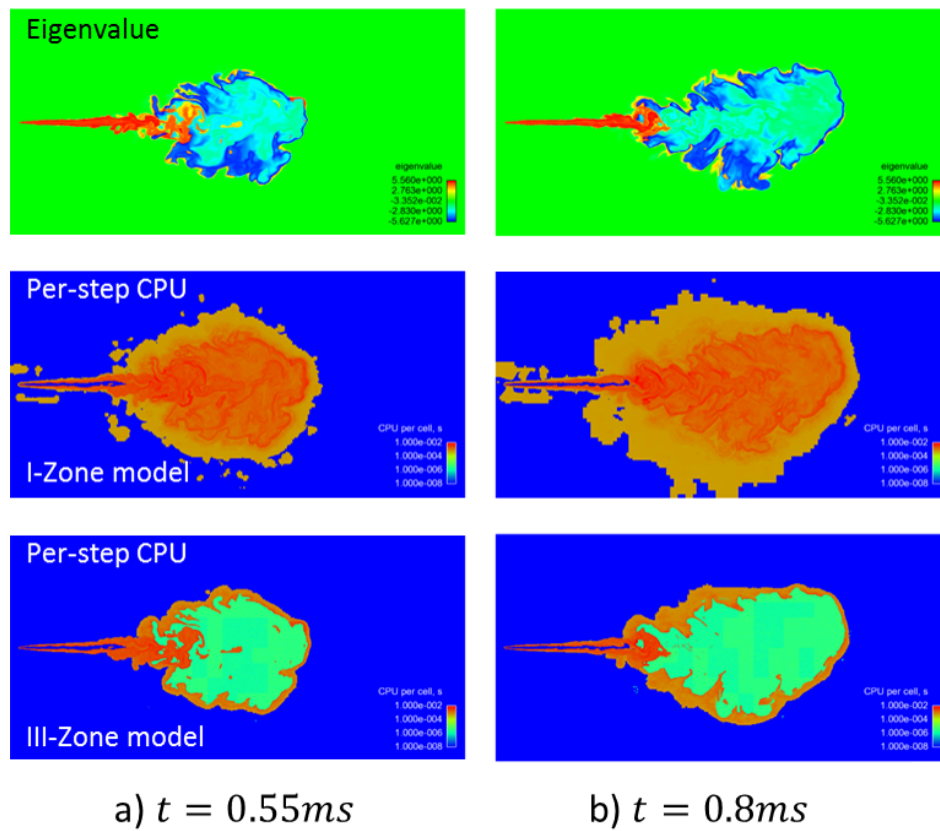 Eigenvalue
eigenvalue
5.560e+000
2.763e+000
-3.352e-002
-2.830e+000
-5.627e+000
eigenvalue
5.560e+000
2.763e+000
-3.352e-002
-2.830e+000
-5.627e+000
Per-step CPU
CPU per cell, s
1.000e-002
1.000e-004
1.000e-006
1.000e-008
I-Zone model
CPU per cell, s
1.000e-002
1.000e-004
1.000e-006
1.000e-008
Per-step CPU
CPU per cell, s
1.000e-002
1.000e-004
1.000e-006
1.000e-008
III-Zone model
CPU per cell, s
1.000e-002
1.000e-004
1.000e-006
1.000e-008
a) t = 0.55ms
b) t = 0.8ms